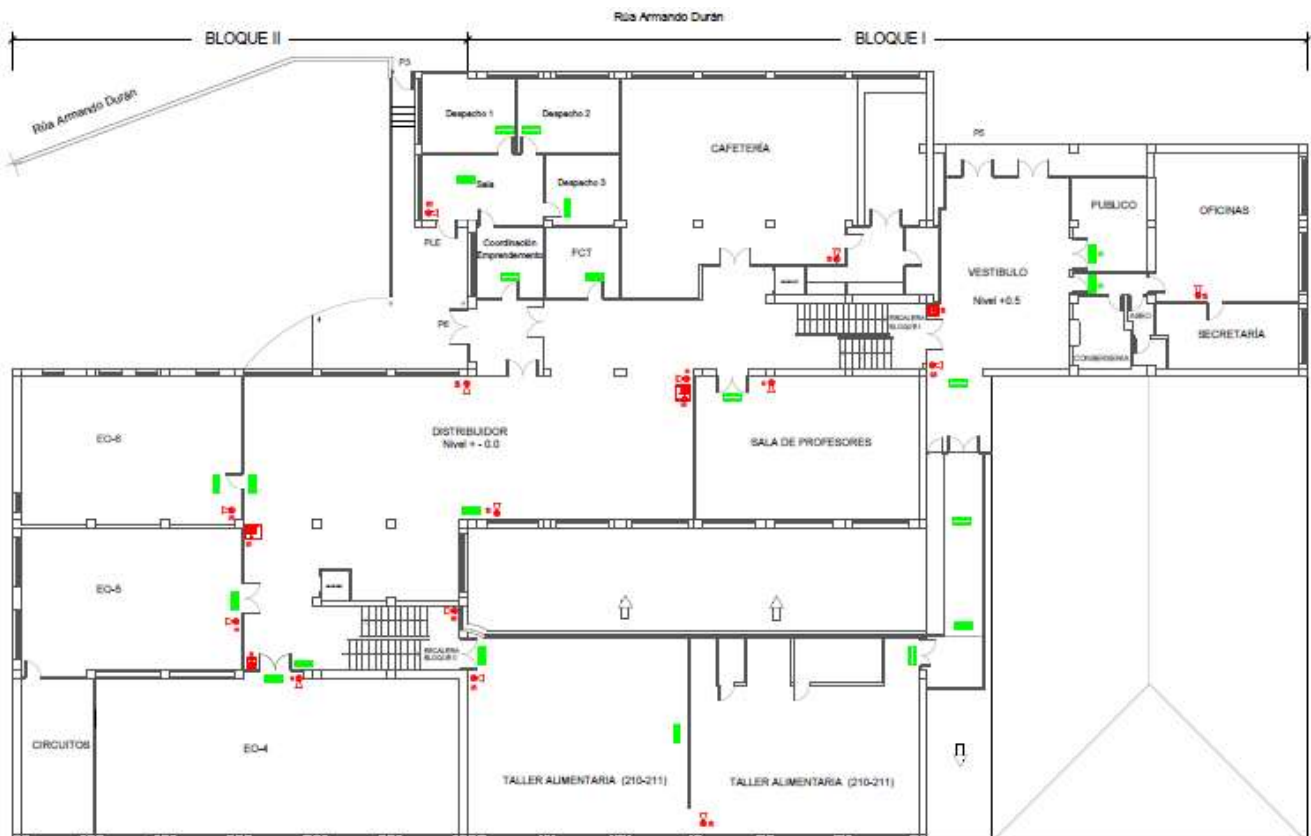 Rúa Armando Durán
BLOQUE II
BLOQUE I
P3
Rúa Armando Durán
Despacho 1
Despacho 2
CAFETERÍA
P5
Sala
Despacho 3
PUBLICO
OFICINAS
PLE
Coordinación
Emprendemento
FCT
VESTIBULO
Nivel +0.5
P6
ESCALERA
BLOQUE I
SECRETARÍA
CONSERXERIA
EO-6
DISTRIBUIDOR
Nivel + - 0.0
SALA DE PROFESORES
EO-5
ESCALERA
BLOQUE II
CIRCUITOS
EO-4
TALLER ALIMENTARIA (210-211)
TALLER ALIMENTARIA (210-211)